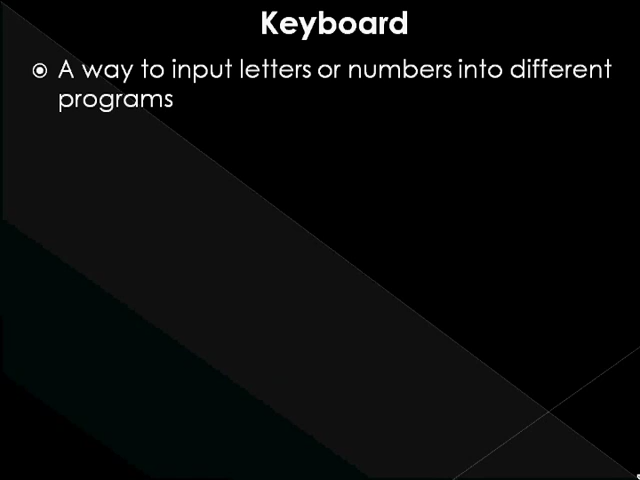 Keyboard
⦿ A way to input letters or numbers into different
programs